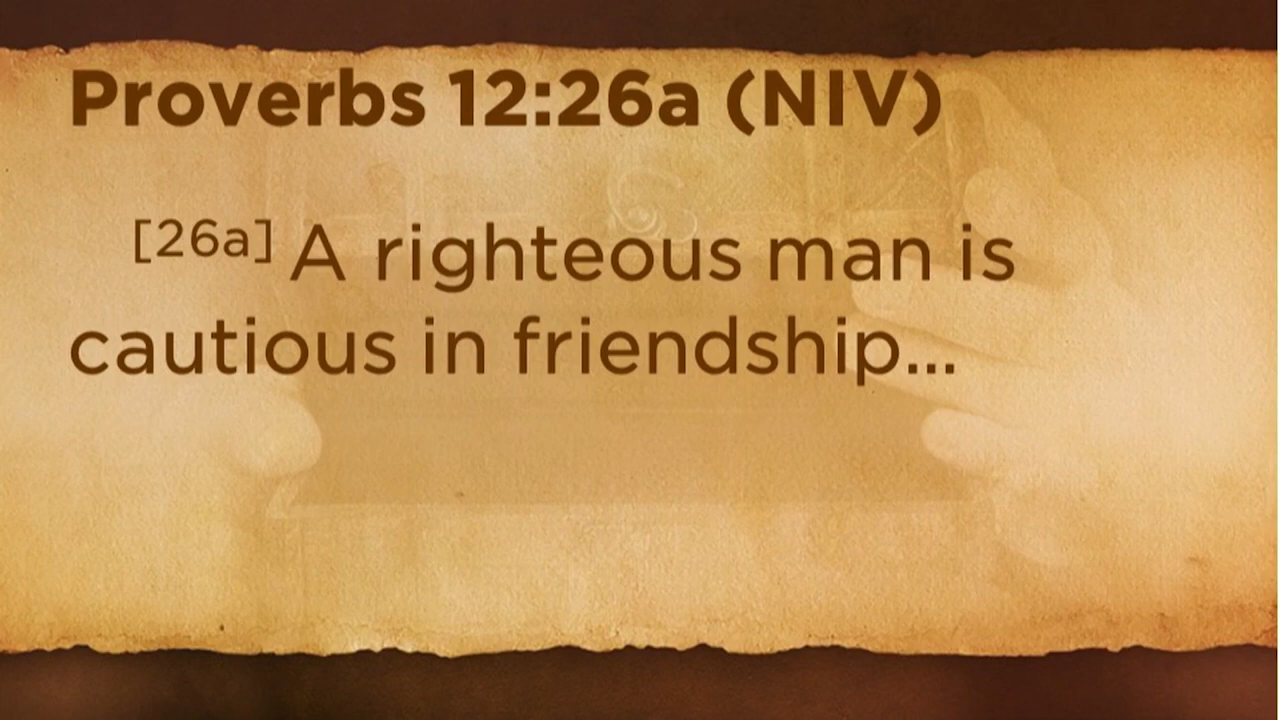 Proverbs 12:26a (NIV)
[26a] A righteous man is
cautious in friendship...